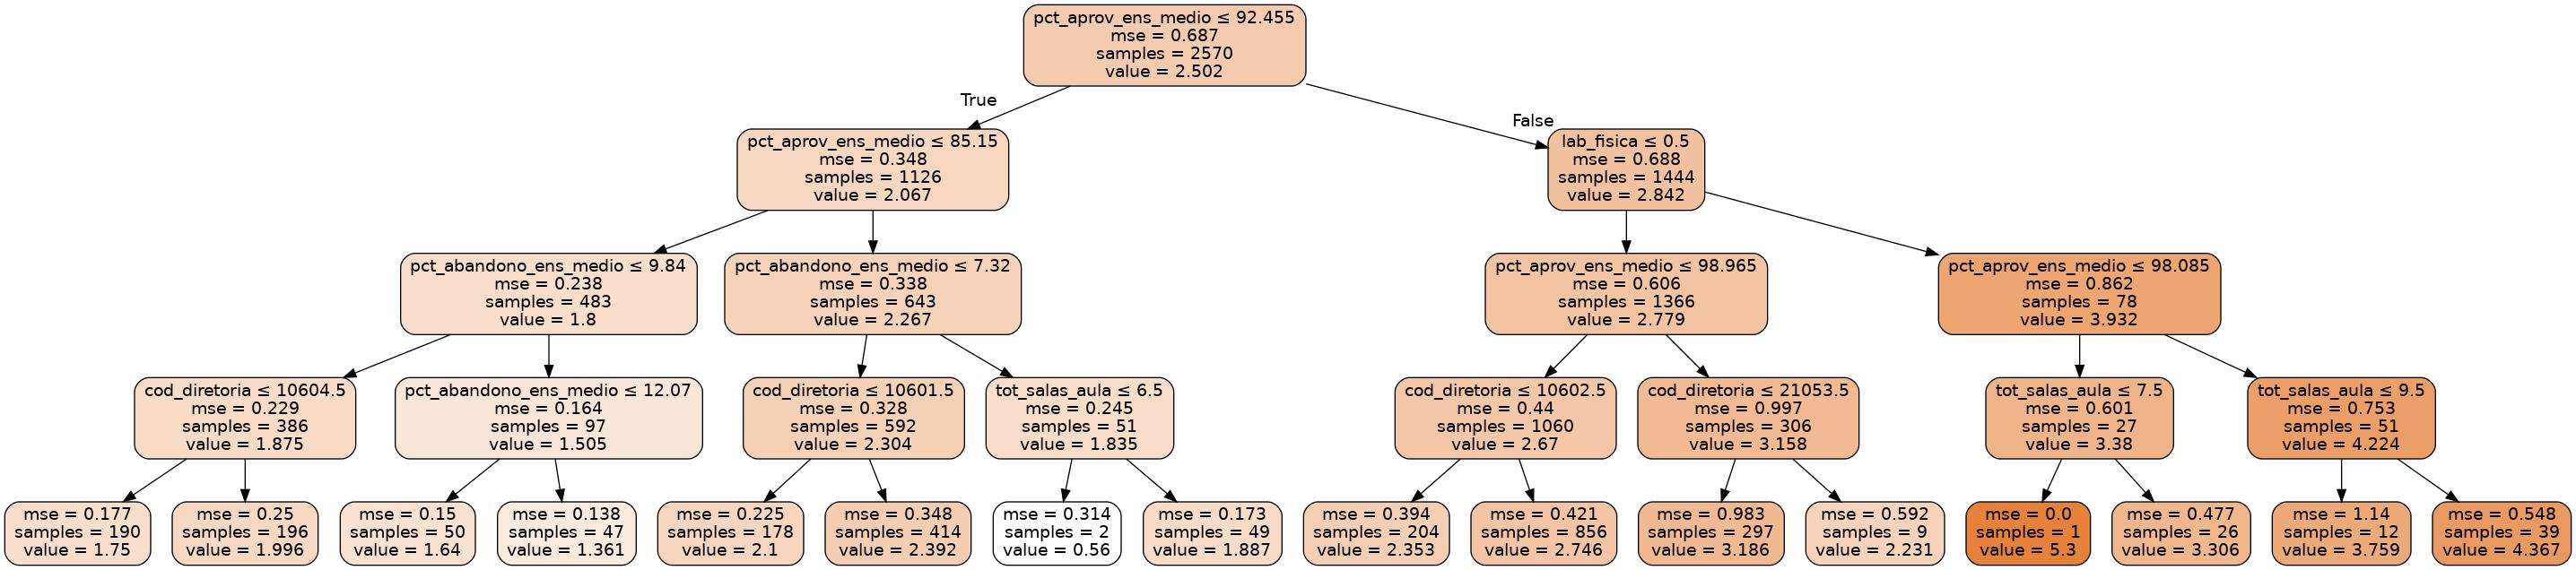 pct_aprov_ens_medio ≤ 92.455
mse = 0.687
samples = 2570
value = 2.502
True
False
pct_aprov_ens_medio ≤ 85.15
mse = 0.348
samples = 1126
value = 2.067
lab_fisica ≤ 0.5
mse = 0.688
samples = 1444
value = 2.842
pct_abandono_ens_medio ≤ 9.84
mse = 0.238
samples = 483
value = 1.8
pct_abandono_ens_medio ≤ 7.32
mse = 0.338
samples = 643
value = 2.267
pct_aprov_ens_medio ≤ 98.965
mse = 0.606
samples = 1366
value = 2.779
pct_aprov_ens_medio ≤ 98.085
mse = 0.862
samples = 78
value = 3.932
cod_diretoria ≤ 10604.5
mse = 0.229
samples = 386
value = 1.875
pct_abandono_ens_medio ≤ 12.07
mse = 0.164
samples = 97
value = 1.505
cod_diretoria ≤ 10601.5
mse = 0.328
samples = 592
value = 2.304
tot_salas_aula ≤ 6.5
mse = 0.245
samples = 51
value = 1.835
cod_diretoria ≤ 10602.5
mse = 0.44
samples = 1060
value = 2.67
cod_diretoria ≤ 21053.5
mse = 0.997
samples = 306
value = 3.158
tot_salas_aula ≤ 7.5
mse = 0.601
samples = 27
value = 3.38
tot_salas_aula ≤ 9.5
mse = 0.753
samples = 51
value = 4.224
mse = 0.177
samples = 190
value = 1.75
mse = 0.25
samples = 196
value = 1.996
mse = 0.15
samples = 50
value = 1.64
mse = 0.138
samples = 47
value = 1.361
mse = 0.225
samples = 178
value = 2.1
mse = 0.348
samples = 414
value = 2.392
mse = 0.314
samples = 2
value = 0.56
mse = 0.173
samples = 49
value = 1.887
mse = 0.394
samples = 204
value = 2.353
mse = 0.421
samples = 856
value = 2.746
mse = 0.983
samples = 297
value = 3.186
mse = 0.592
samples = 9
value = 2.231
mse = 0.0
samples = 1
value = 5.3
mse = 0.477
samples = 26
value = 3.306
mse = 1.14
samples = 12
value = 3.759
mse = 0.548
samples = 39
value = 4.367